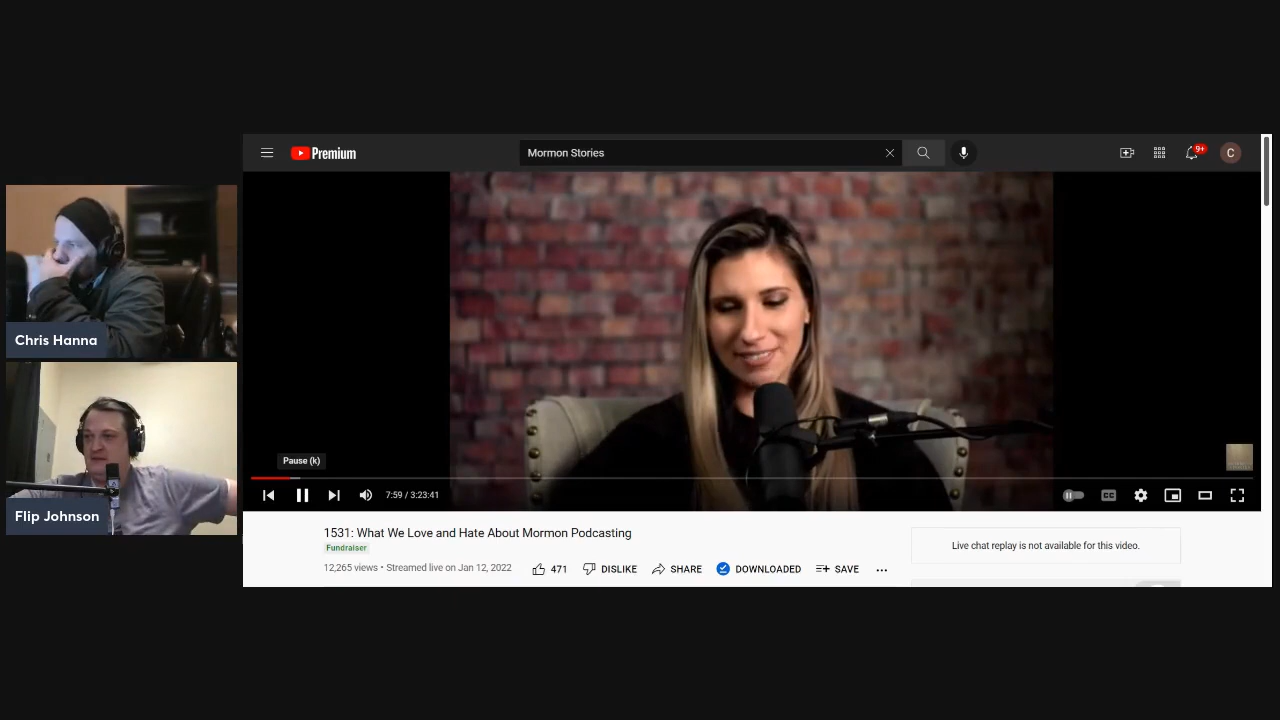 Premium
Mormon Stories
9+
C
Chris Hanna
Flip Johnson
Pause (k)
7:59 / 3:23:41
CC
1531: What We Love and Hate About Mormon Podcasting
Fundraiser
12,265 views • Streamed live on Jan 12, 2022
471
DISLIKE
SHARE
DOWNLOADED
SAVE
Live chat replay is not available for this video.